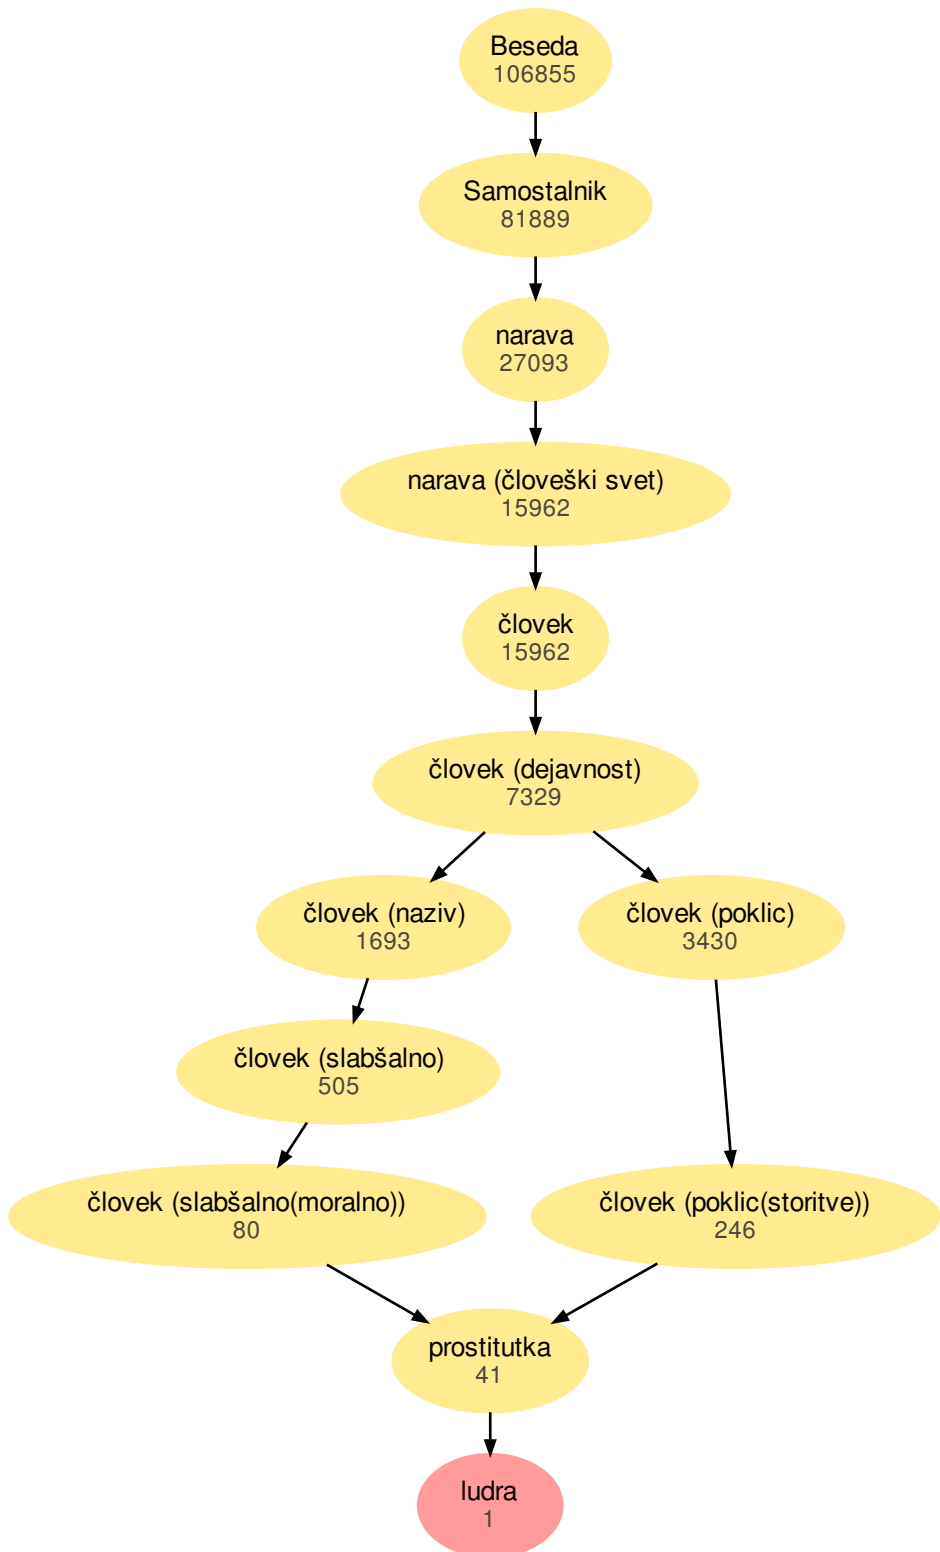 Beseda
106855
Samostalnik
81889
narava
27093
narava (človeški svet)
15962
človek
15962
človek (dejavnost)
7329
človek (naziv)
1693
človek (poklic)
3430
človek (slabšalno)
505
človek (slabšalno(moralno))
80
človek (poklic(storitve))
246
prostitutka
41
ludra
1